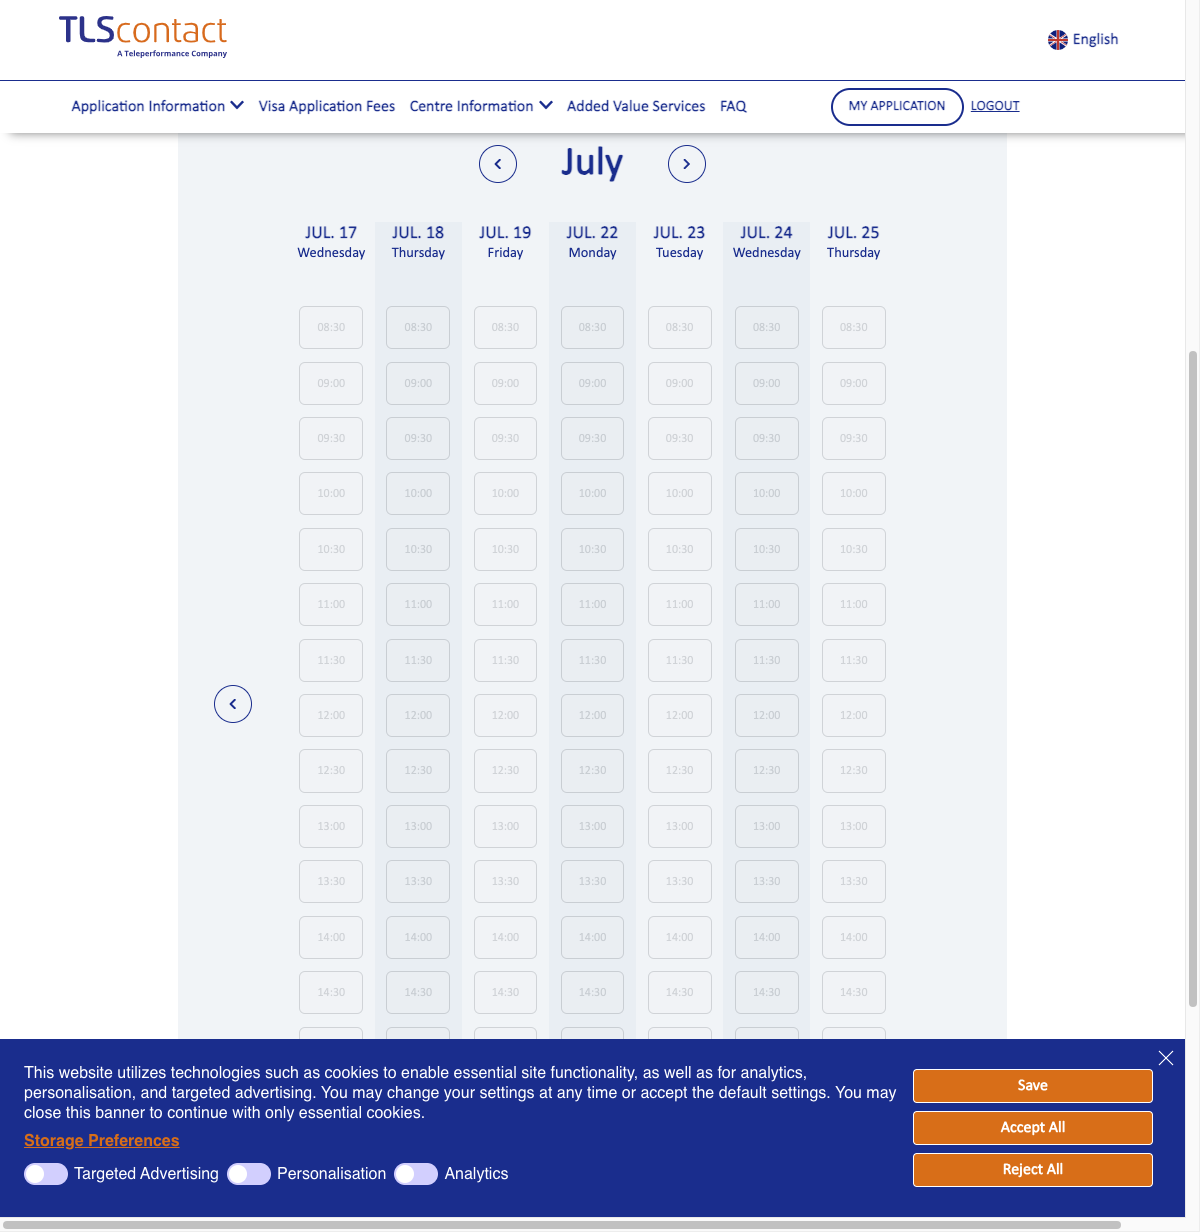 TLScontact
A Teleperformance Company
English
Application Information Visa Application Fees Centre Information Added Value Services FAQ MY APPLICATION LOGOUT
July
JUL. 17 JUL. 18 JUL. 19 JUL. 22 JUL. 23 JUL. 24 JUL. 25
Wednesday Thursday Friday Monday Tuesday Wednesday Thursday
08:30 08:30 08:30 08:30 08:30 08:30 08:30
09:00 09:00 09:00 09:00 09:00 09:00 09:00
09:30 09:30 09:30 09:30 09:30 09:30 09:30
10:00 10:00 10:00 10:00 10:00 10:00 10:00
10:30 10:30 10:30 10:30 10:30 10:30 10:30
11:00 11:00 11:00 11:00 11:00 11:00 11:00
11:30 11:30 11:30 11:30 11:30 11:30 11:30
12:00 12:00 12:00 12:00 12:00 12:00 12:00
12:30 12:30 12:30 12:30 12:30 12:30 12:30
13:00 13:00 13:00 13:00 13:00 13:00 13:00
13:30 13:30 13:30 13:30 13:30 13:30 13:30
14:00 14:00 14:00 14:00 14:00 14:00 14:00
14:30 14:30 14:30 14:30 14:30 14:30 14:30
This website utilizes technologies such as cookies to enable essential site functionality, as well as for analytics,
personalisation, and targeted advertising. You may change your settings at any time or accept the default settings. You may
close this banner to continue with only essential cookies.
Storage Preferences
Targeted Advertising Personalisation Analytics
Save
Accept All
Reject All